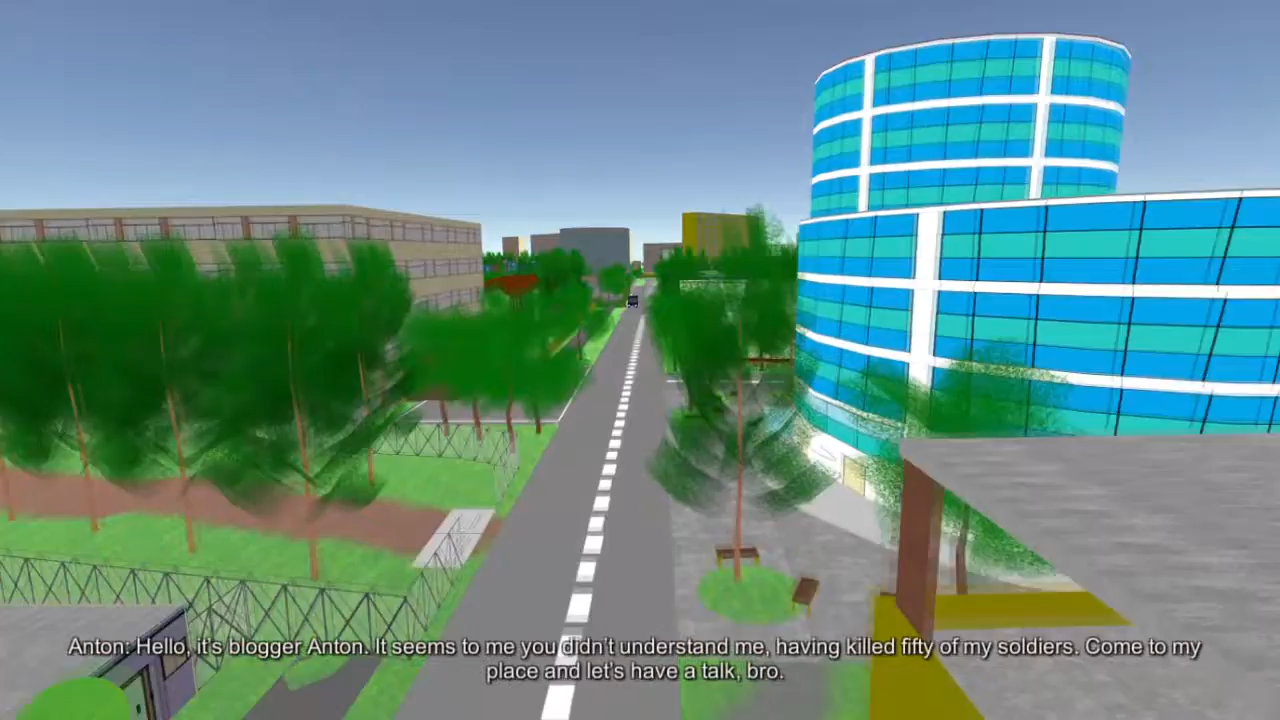 Anton: Hello, it's blogger Anton. It seems to me you didn't understand me, having killed fifty of my soldiers. Come to my
place and let's have a talk, bro.